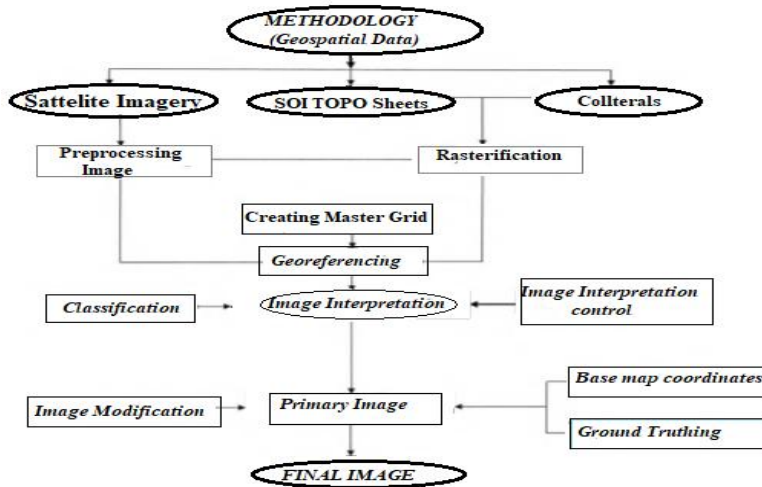 METHODOLOGY
(Geospatial Data)
Sattelite Imagery
SOI TOPO Sheets
Collterals
Preprocessing
Image
Rasterification
Creating Master Grid
Georeferencing
Classification
Image Interpretation
Image Interpretation
control
Image Modification
Primary Image
Base map coordinates
Ground Truthing
FINAL IMAGE